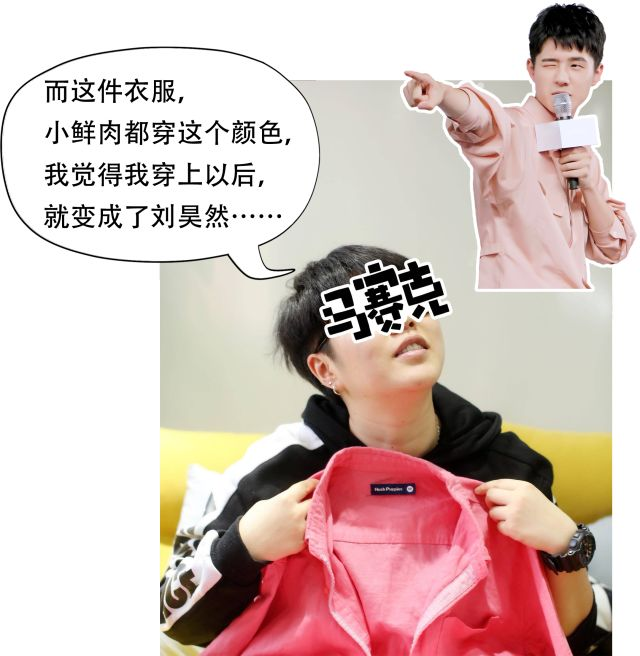 而这件衣服，
小鲜肉都穿这个颜色，
我觉得我穿上以后，
就变成了刘昊然……
马赛克
Hush Puppies